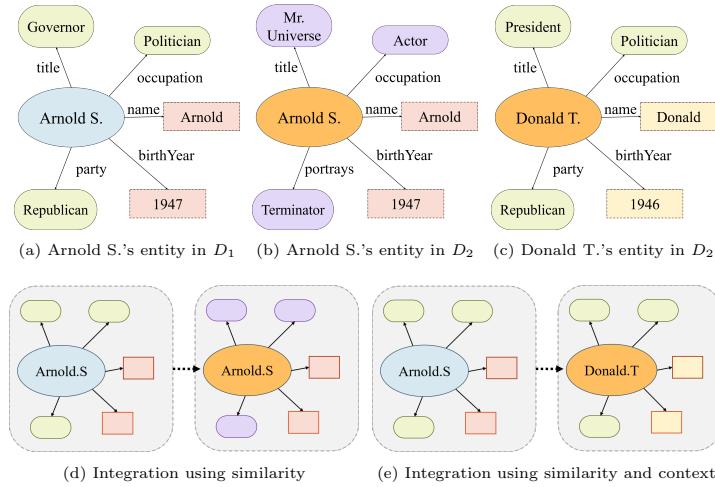 Governor
Politician
title
occupation
Arnold S.
name
Arnold
birthYear
party
Republican
1947
(a) Arnold S.'s entity in D1
Mr.
Universe
Actor
title
occupation
Arnold S.
name
Arnold
birthYear
portrays
Terminator
1947
(b) Arnold S.'s entity in D2
President
Politician
title
occupation
Donald T.
name
Donald
birthYear
party
Republican
1946
(c) Donald T.'s entity in D2
Arnold.S
Arnold.S
(d) Integration using similarity
Arnold.S
Donald.T
(e) Integration using similarity and context